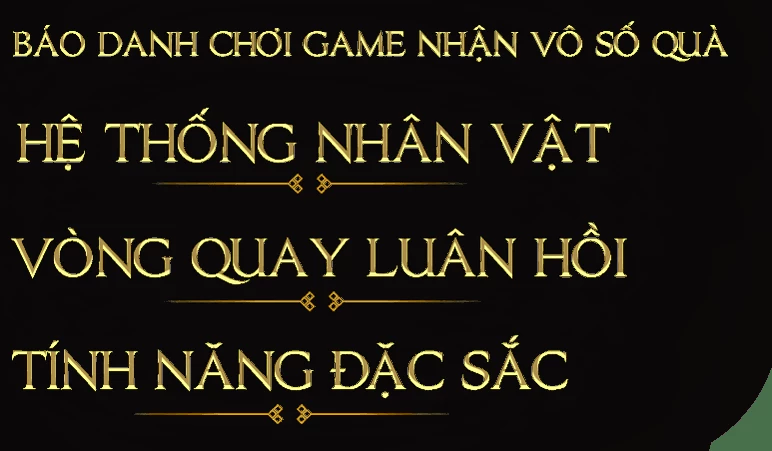 BÁO DANH CHƠI GAME NHẬN VÔ SỐ QUÀ
HỆ THỐNG NHÂN VẬT
VÒNG QUAY LUÂN HỒI
TÍNH NĂNG ĐẶC SẮC